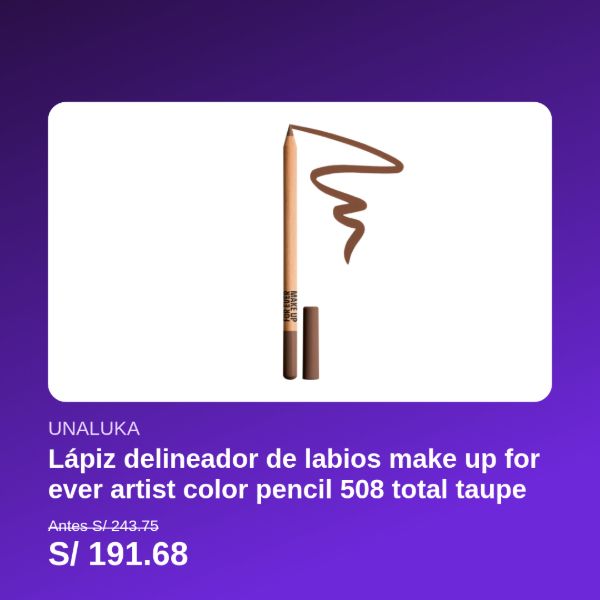 MAKE UP
FOR EVER
UNALUKA
Lápiz delineador de labios make up for
ever artist color pencil 508 total taupe
Antes S/ 243.75
S/ 191.68